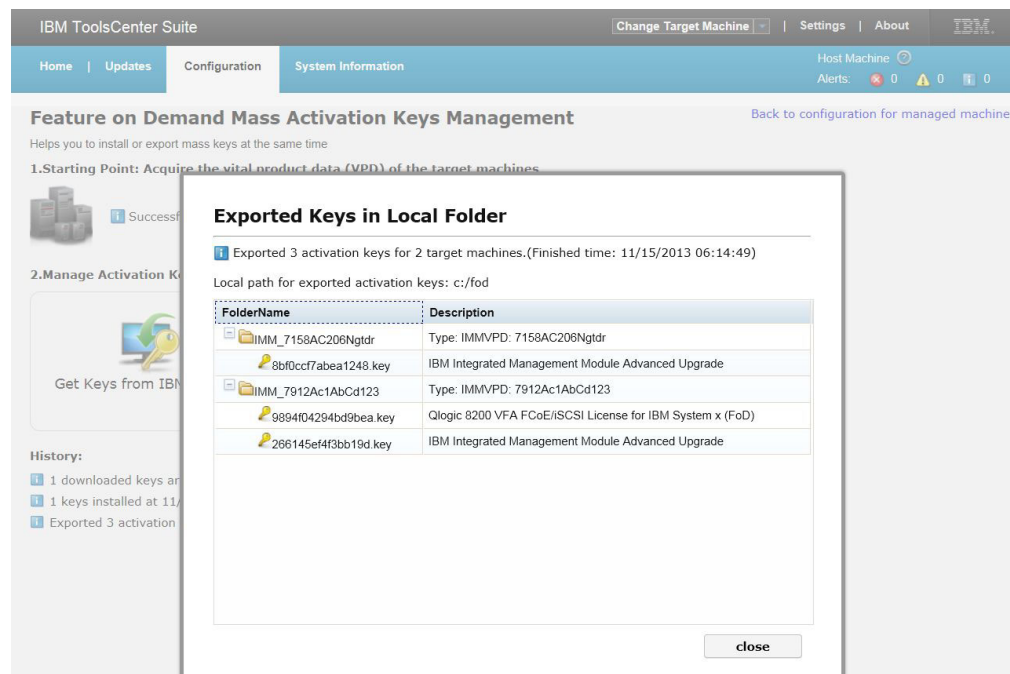 IBM ToolsCenter Suite
Change Target Machine | Settings | About IBM.
Home | Updates Configuration System Information
Host Machine
Alerts: 0 0 0
Feature on Demand Mass Activation Keys Management
Back to configuration for managed machine
Helps you to install or export mass keys at the same time
1.Starting Point: Acquire the vital product data (VPD) of the target machines
Exported Keys in Local Folder
Exported 3 activation keys for 2 target machines.(Finished time: 11/15/2013 06:14:49)
2.Manage Activation
Local path for exported activation keys: c:/fod
FolderName Description
IMM_7158AC206Ngtdr Type: IMMVPD: 7158AC206Ngtdr
8bf0ccf7abea1248.key IBM Integrated Management Module Advanced Upgrade
Get Keys from IBM
IMM_7912Ac1AbCd123 Type: IMMVPD: 7912Ac1AbCd123
9894f04294bd9bea.key Qlogic 8200 VFA FCoE/iSCSI License for IBM System x (FoD)
266145ef4f3bb19d.key IBM Integrated Management Module Advanced Upgrade
History:
1 downloaded keys
1 keys installed at 11/
Exported 3 activation
close